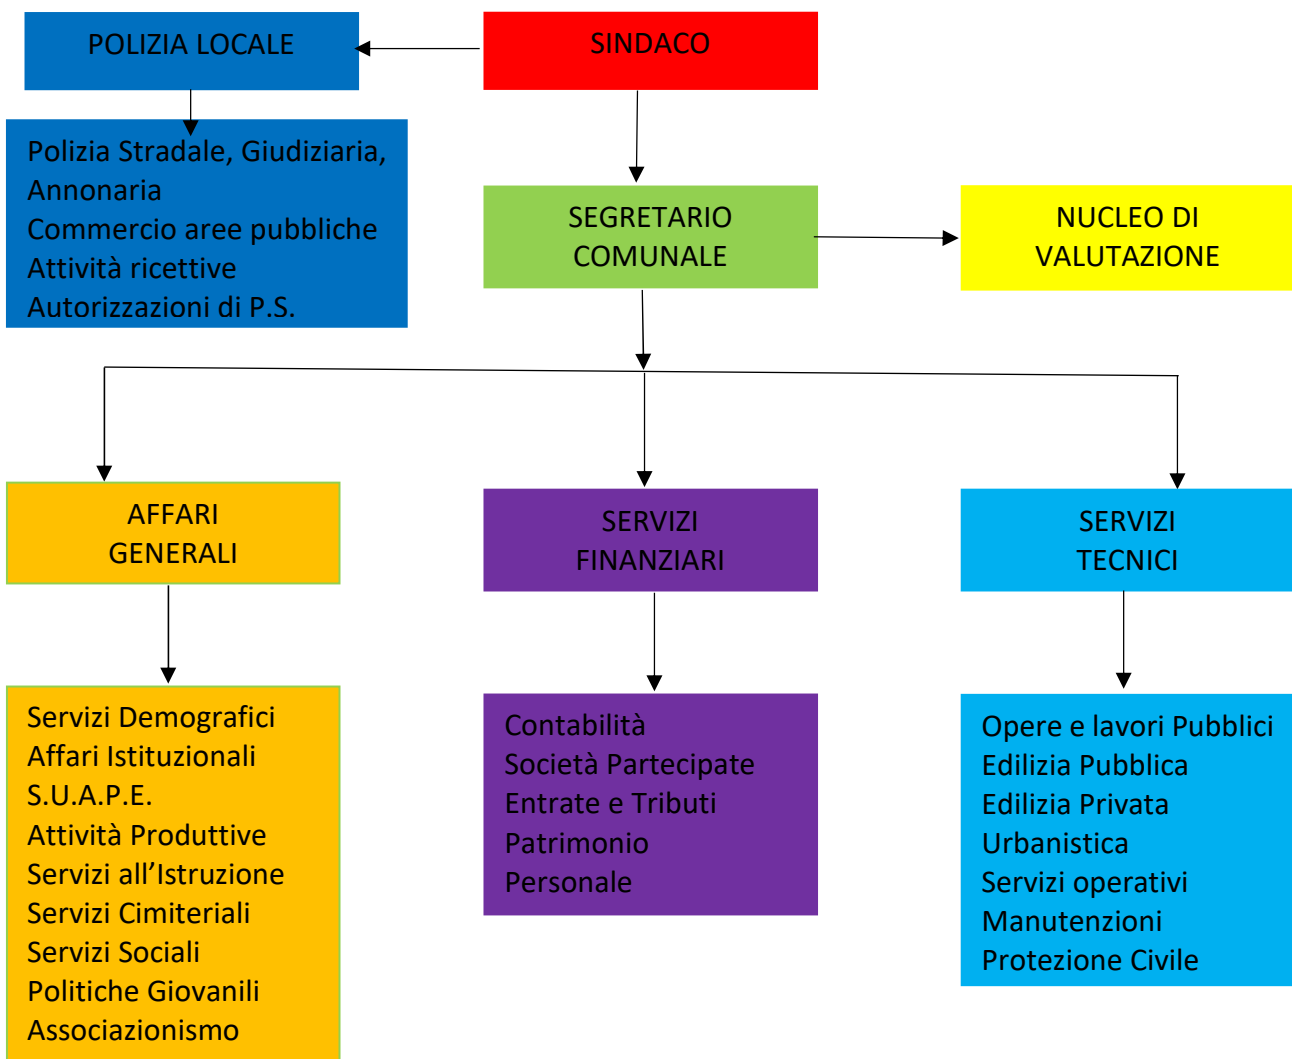 POLIZIA LOCALE
SINDACO
Polizia Stradale, Giudiziaria,
Annonaria
Commercio aree pubbliche
Attività ricettive
Autorizzazioni di P.S.
SEGRETARIO
COMUNALE
NUCLEO DI
VALUTAZIONE
AFFARI
GENERALI
SERVIZI
FINANZIARI
SERVIZI
TECNICI
Servizi Demografici
Affari Istituzionali
S.U.A.P.E.
Attività Produttive
Servizi all’Istruzione
Servizi Cimiteriali
Servizi Sociali
Politiche Giovanili
Associazionismo
Contabilità
Società Partecipate
Entrate e Tributi
Patrimonio
Personale
Opere e lavori Pubblici
Edilizia Pubblica
Edilizia Privata
Urbanistica
Servizi operativi
Manutenzioni
Protezione Civile